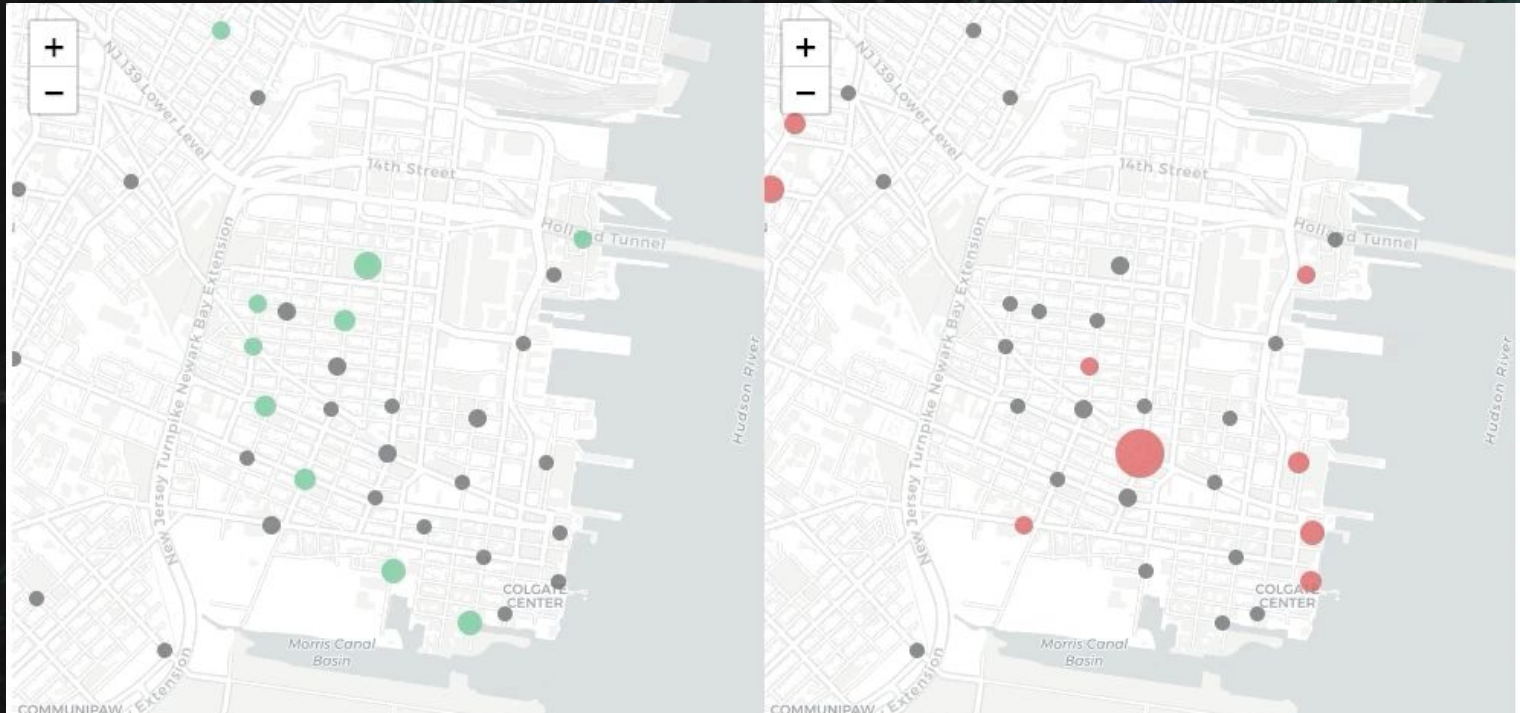 +
−
NJ 139 Lower Level
14th Street
Holland Tunnel
New Jersey Turnpike Newark Bay Extension
Hudson River
COLGATE
CENTER
Morris Canal
Basin
Extension
COMMUNIPAW
+
−
NJ 139 Lower Level
14th Street
Holland Tunnel
New Jersey Turnpike Newark Bay Extension
Hudson River
COLGATE
CENTER
Morris Canal
Basin
Extension
COMMUNIPAW